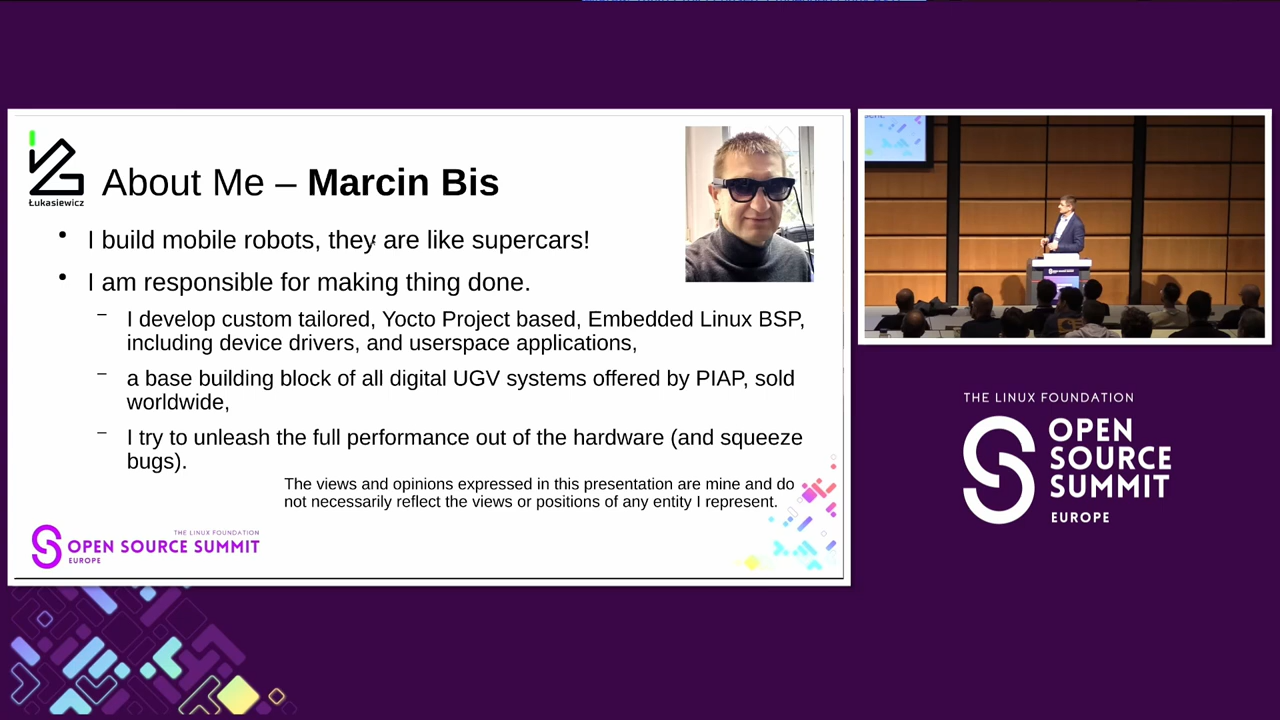 Łukasiewicz
About Me – Marcin Bis
• I build mobile robots, they are like supercars!
• I am responsible for making thing done.
– I develop custom tailored, Yocto Project based, Embedded Linux BSP,
including device drivers, and userspace applications,
– a base building block of all digital UGV systems offered by PIAP, sold
worldwide,
– I try to unleash the full performance out of the hardware (and squeeze
bugs).
The views and opinions expressed in this presentation are mine and do
not necessarily reflect the views or positions of any entity I represent.
THE LINUX FOUNDATION
OPEN SOURCE SUMMIT
EUROPE
THE LINUX FOUNDATION
OPEN
SOURCE
SUMMIT
EUROPE